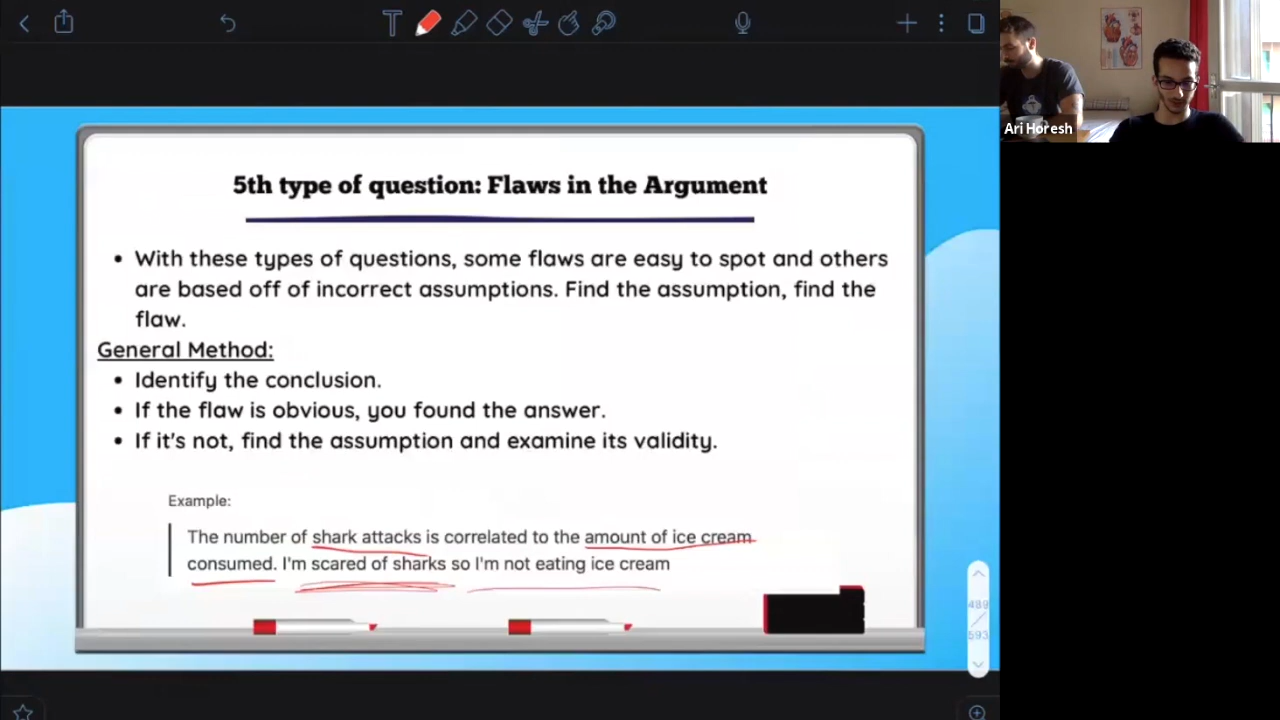 Ari Horesh
5th type of question: Flaws in the Argument
• With these types of questions, some flaws are easy to spot and others
are based off of incorrect assumptions. Find the assumption, find the
flaw.
General Method:
• Identify the conclusion.
• If the flaw is obvious, you found the answer.
• If it's not, find the assumption and examine its validity.
Example:
The number of shark attacks is correlated to the amount of ice cream
consumed. I'm scared of sharks so I'm not eating ice cream
489
593